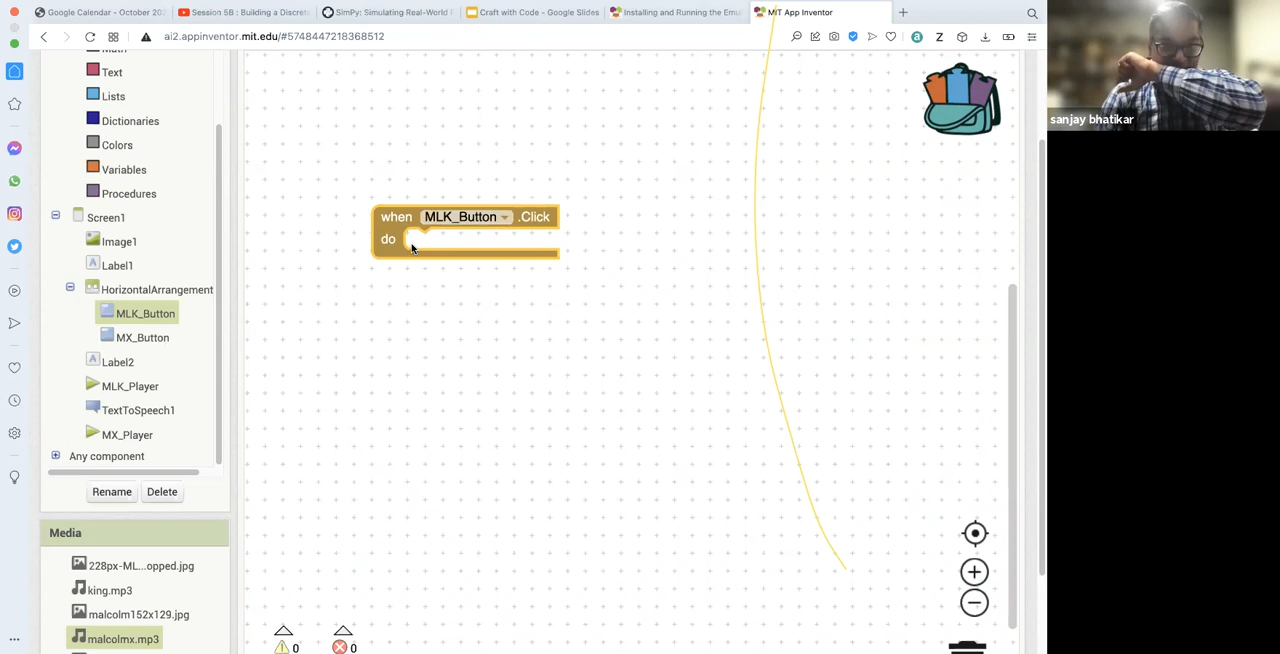 Google Calendar - October 202
Session 5B : Building a Discrete
SimPy: Simulating Real-World P
Craft with Code - Google Slides
Installing and Running the Emu
MIT App Inventor
ai2.appinventor.mit.edu/#5748447218368512
Text
Lists
Dictionaries
Colors
Variables
Procedures
Screen1
Image1
Label1
HorizontalArrangement
MLK_Button
MX_Button
Label2
MLK_Player
TextToSpeech1
MX_Player
Any component
Rename Delete
Media
228px-ML...opped.jpg
king.mp3
malcolm152x129.jpg
malcolmx.mp3
when MLK_Button .Click
do
0 0
sanjay bhatikar